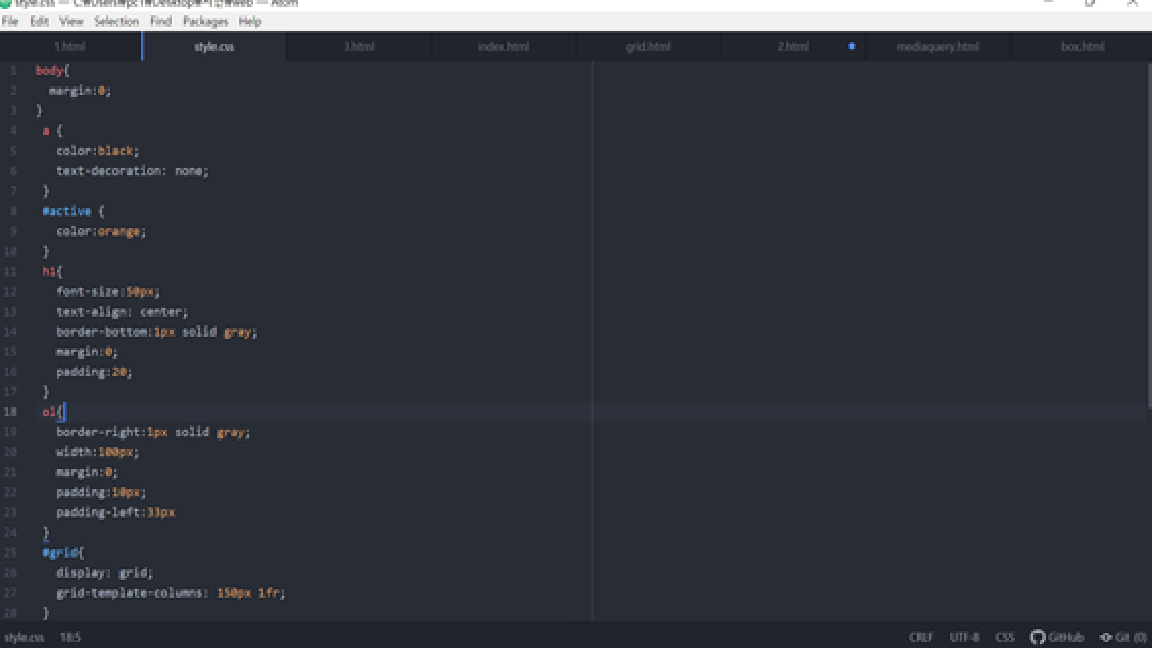 style.css — Atom
File Edit View Selection Find Packages Help
1.html style.css 3.html index.html grid.html 2.html mediaquery.html box.html
1 body{
2 margin:0;
3 }
4 a {
5 color:black;
6 text-decoration: none;
7 }
8 #active {
9 color:orange;
10 }
11 h1{
12 font-size:50px;
13 text-align: center;
14 border-bottom:1px solid gray;
15 margin:0;
16 padding:20;
17 }
18 ol{
19 border-right:1px solid gray;
20 width:100px;
21 margin:0;
22 padding:10px;
23 padding-left:33px
24 }
25 #grid{
26 display: grid;
27 grid-template-columns: 150px 1fr;
28 }
style.css 18:5 CRLF UTF-8 CSS GitHub Git (0)